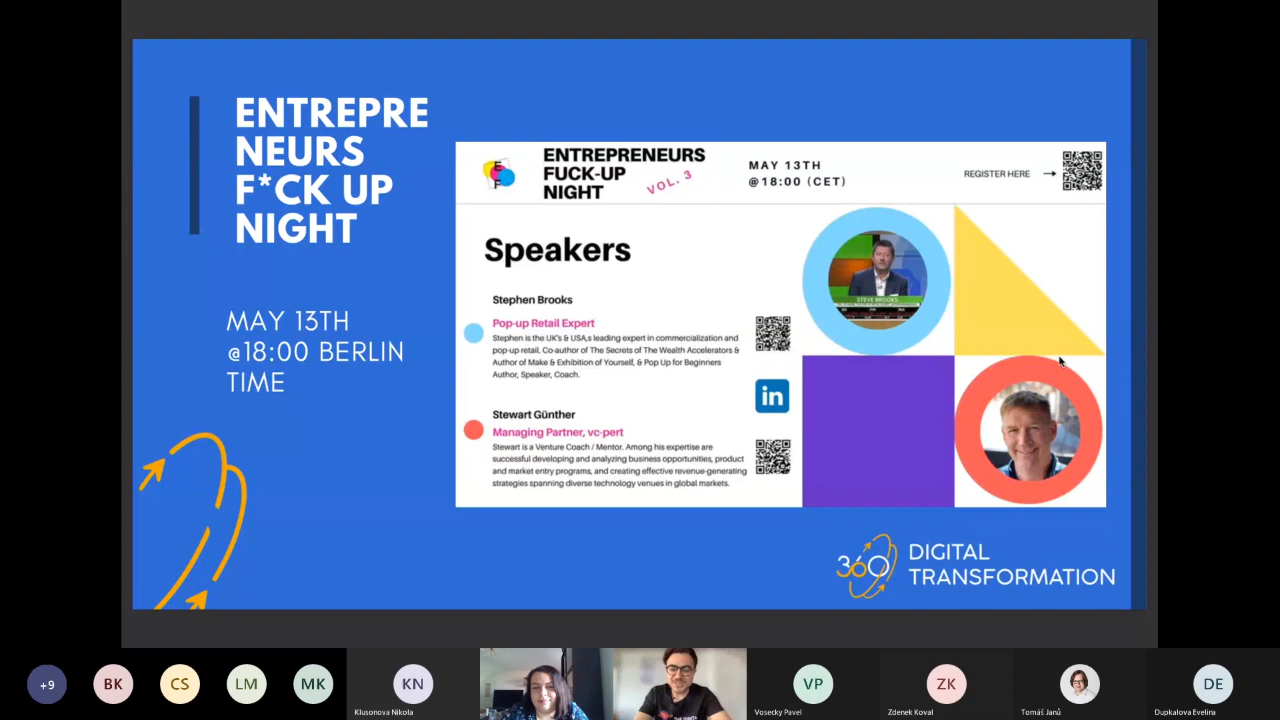 ENTREPRE
NEURS
F*CK UP
NIGHT
MAY 13TH
@18:00 BERLIN
TIME
E
F
ENTREPRENEURS
FUCK-UP
NIGHT
VOL. 3
MAY 13TH
@18:00 (CET)
REGISTER HERE
Speakers
Stephen Brooks
Pop-up Retail Expert
Stephen is the UK's & USA,s leading expert in commercialization and
pop-up retail. Co-author of The Secrets of The Wealth Accelerators &
Author of Make & Exhibition of Yourself, & Pop Up for Beginners
Author, Speaker, Coach.
in
Stewart Günther
Managing Partner, vc-pert
Stewart is a Venture Coach / Mentor. Among his expertise are
successful developing and analyzing business opportunities, product
and market entry programs, and creating effective revenue-generating
strategies spanning diverse technology venues in global markets.
STEVE BROOKS
360 DIGITAL
TRANSFORMATION
+9
BK
CS
LM
MK
KN
Klusonova Nikola
VP
Vosecky Pavel
ZK
Zdenek Koval
Tomáš Janů
DE
Dupkalova Evelina